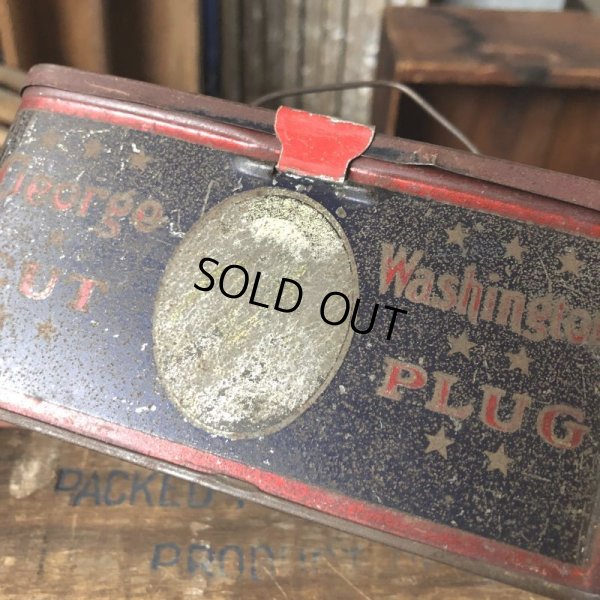 George Washington
CUT PLUG
SOLD OUT
PACKED